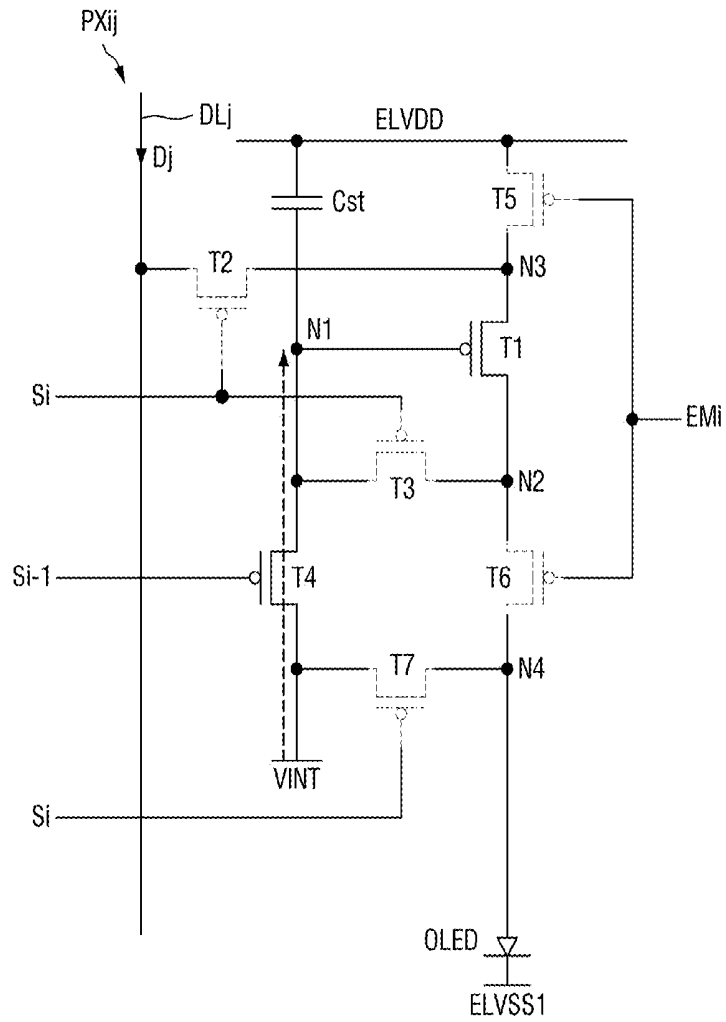 PXij
DLj
ELVDD
Dj
Cst
T5
T2
N3
N1
T1
Si
EMi
T3
N2
Si-1
T4
T6
T7
N4
VINT
Si
OLED
ELVSS1